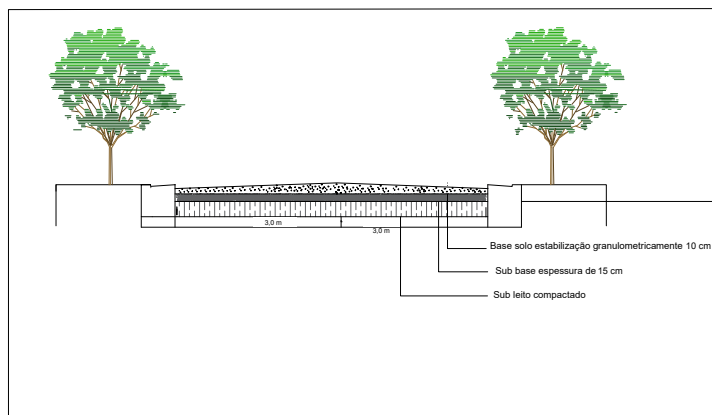 3,0 m
3,0 m
Base solo estabilização granulometricamente 10 cm
Sub base espessura de 15 cm
Sub leito compactado